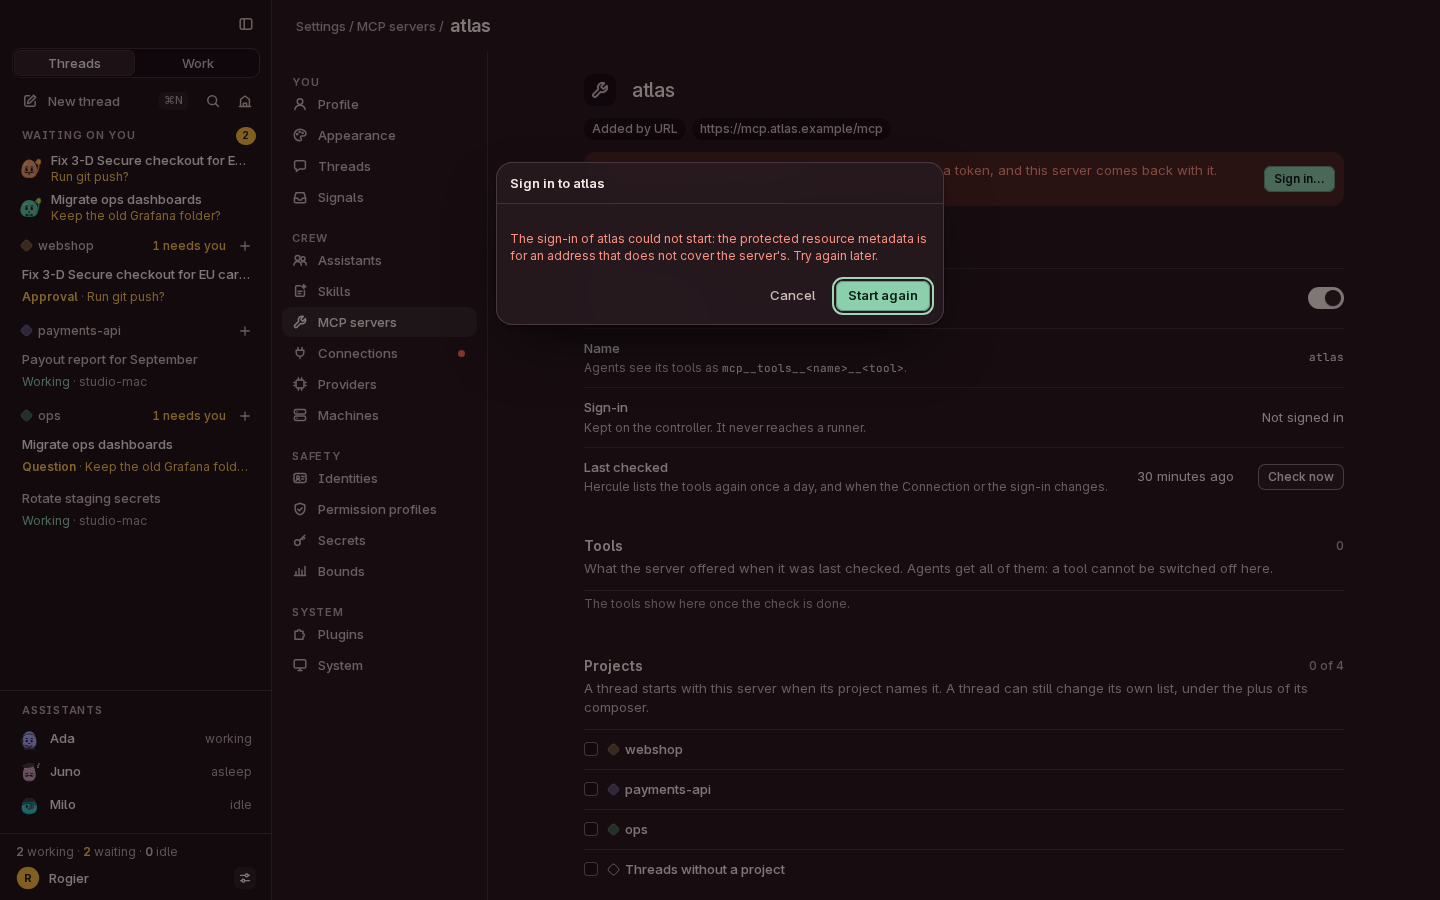 Threads
Work
New thread
⌘N
WAITING ON YOU
2
Fix 3-D Secure checkout for E…
Run git push?
Migrate ops dashboards
Keep the old Grafana folder?
webshop
1 needs you
Fix 3-D Secure checkout for EU car…
Approval · Run git push?
payments-api
Payout report for September
Working · studio-mac
ops
1 needs you
Migrate ops dashboards
Question · Keep the old Grafana fold…
Rotate staging secrets
Working · studio-mac
ASSISTANTS
Ada
working
Juno
asleep
Milo
idle
2 working · 2 waiting · 0 idle
R
Rogier
Settings / MCP servers / atlas
YOU
Profile
Appearance
Threads
Signals
CREW
Assistants
Skills
MCP servers
Connections
Providers
Machines
SAFETY
Identities
Permission profiles
Secrets
Bounds
SYSTEM
Plugins
System
atlas
Added by URL
https://mcp.atlas.example/mcp
a token, and this server comes back with it.
Sign in…
Sign in to atlas
The sign-in of atlas could not start: the protected resource metadata is
for an address that does not cover the server's. Try again later.
Cancel
Start again
Name
Agents see its tools as mcp__tools__<name>__<tool>.
atlas
Sign-in
Kept on the controller. It never reaches a runner.
Not signed in
Last checked
Hercule lists the tools again once a day, and when the Connection or the sign-in changes.
30 minutes ago
Check now
Tools
0
What the server offered when it was last checked. Agents get all of them: a tool cannot be switched off here.
The tools show here once the check is done.
Projects
0 of 4
A thread starts with this server when its project names it. A thread can still change its own list, under the plus of its
composer.
webshop
payments-api
ops
Threads without a project